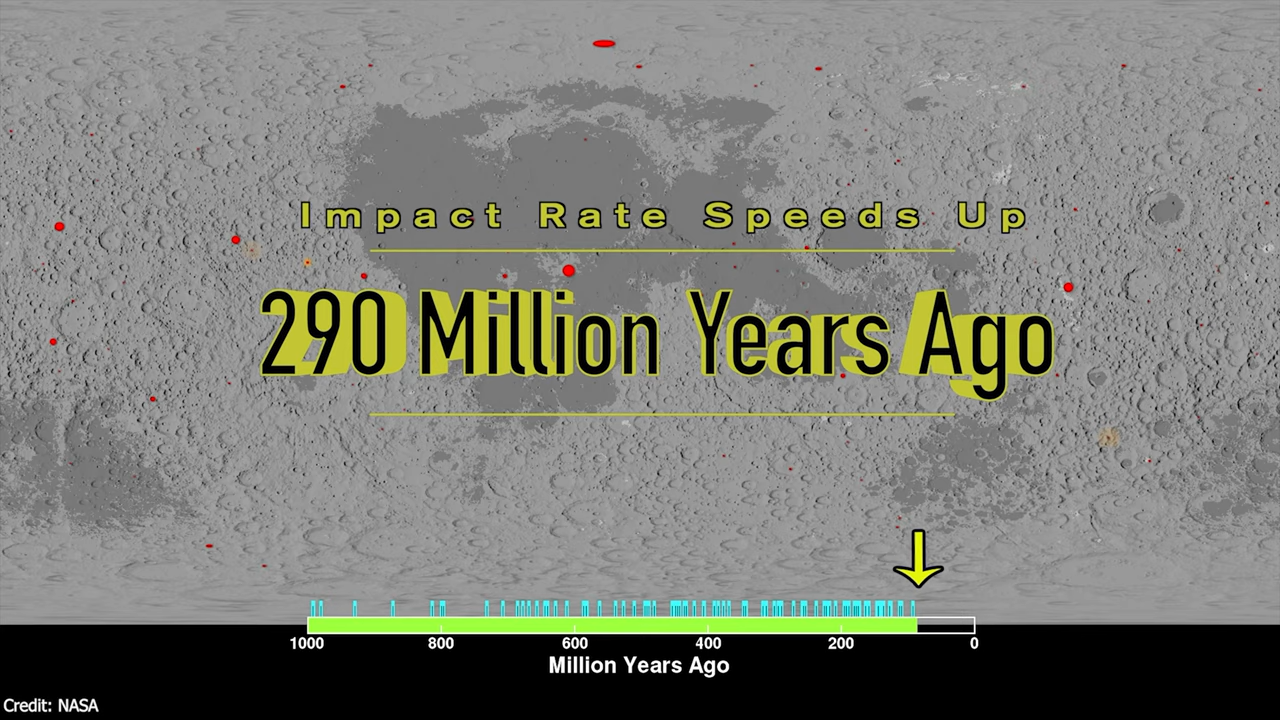 Impact Rate Speeds Up
290 Million Years Ago
1000 800 600 400 200 0
Million Years Ago
Credit: NASA